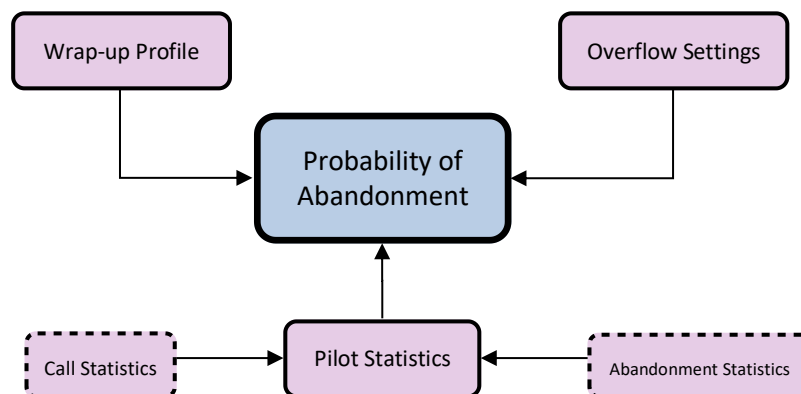 Wrap-up Profile
Overflow Settings
Probability of
Abandonment
Call Statistics
Pilot Statistics
Abandonment Statistics